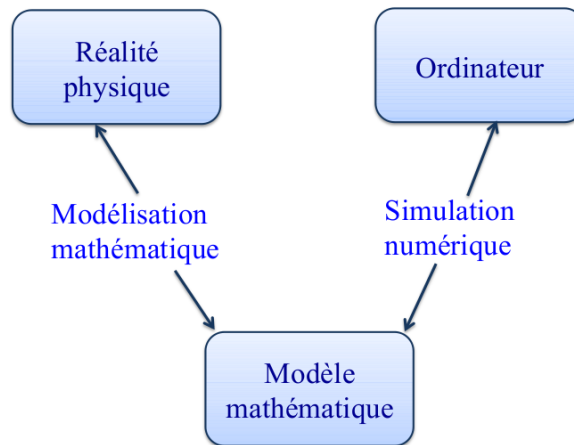 Réalité
physique
Ordinateur
Modélisation
mathématique
Simulation
numérique
Modèle
mathématique